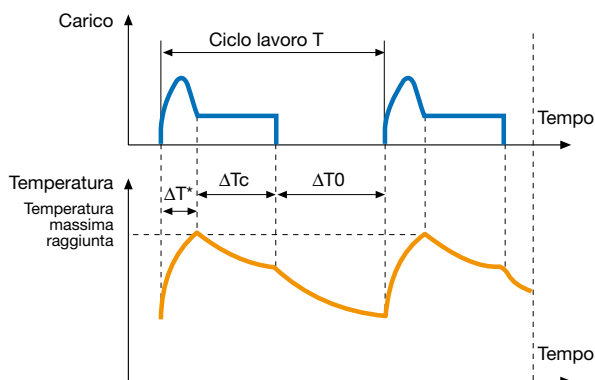 Carico
Ciclo lavoro T
Tempo
Temperatura
ΔT*
ΔTc
ΔT0
Temperatura
massima
raggiunta
Tempo